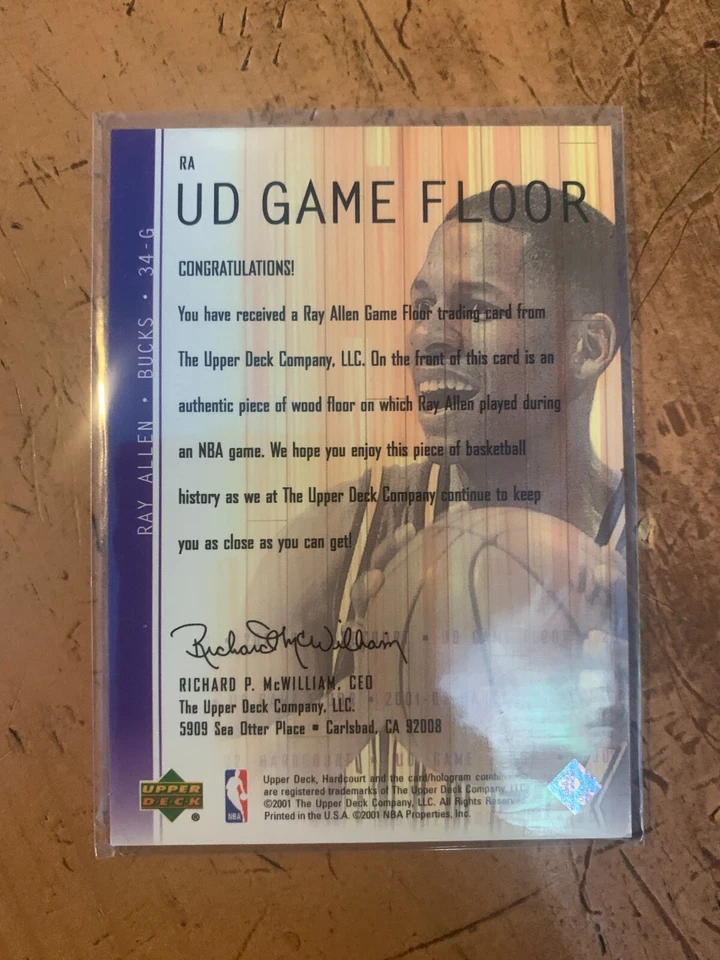 RA
UD GAME FLOOR
RAY ALLEN • BUCKS • 34-G
CONGRATULATIONS!
You have received a Ray Allen Game Floor trading card from
The Upper Deck Company, LLC. On the front of this card is an
authentic piece of wood floor on which Ray Allen played during
an NBA game. We hope you enjoy this piece of basketball
history as we at The Upper Deck Company continue to keep
you as close as you can get!
Richard McWilliam
RICHARD P. McWILLIAM, CEO
The Upper Deck Company, LLC.
5909 Sea Otter Place ▪ Carlsbad, CA 92008
UPPER
DECK
®
NBA
Upper Deck, Hardcourt and the card/hologram
are registered trademarks of The Upper Deck Company, LLC
©2001 The Upper Deck Company, LLC. All Rights
Printed in the U.S.A. ©2001 NBA Properties, Inc.